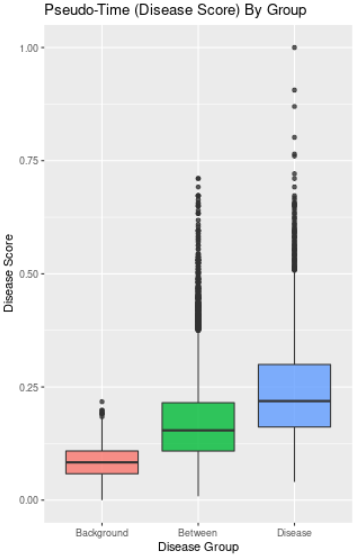 Pseudo-Time (Disease Score) By Group
1.00
0.75
0.50
0.25
0.00
Disease Score
Background Between Disease
Disease Group